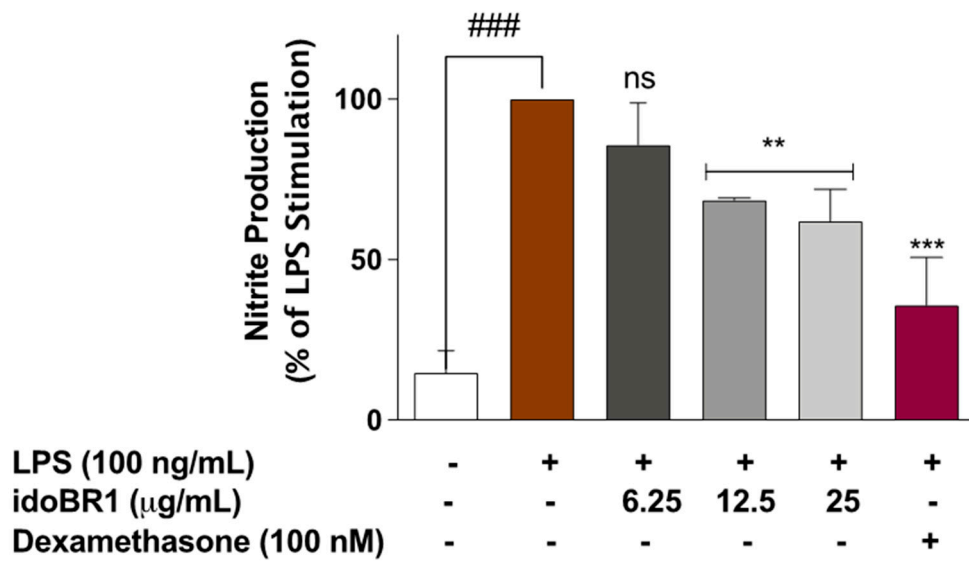 ###
Nitrite Production
(% of LPS Stimulation)
100
50
0
ns
**
***
LPS (100 ng/mL) - + + + + +
idoBR1 (μg/mL) - - 6.25 12.5 25 -
Dexamethasone (100 nM) - - - - - +